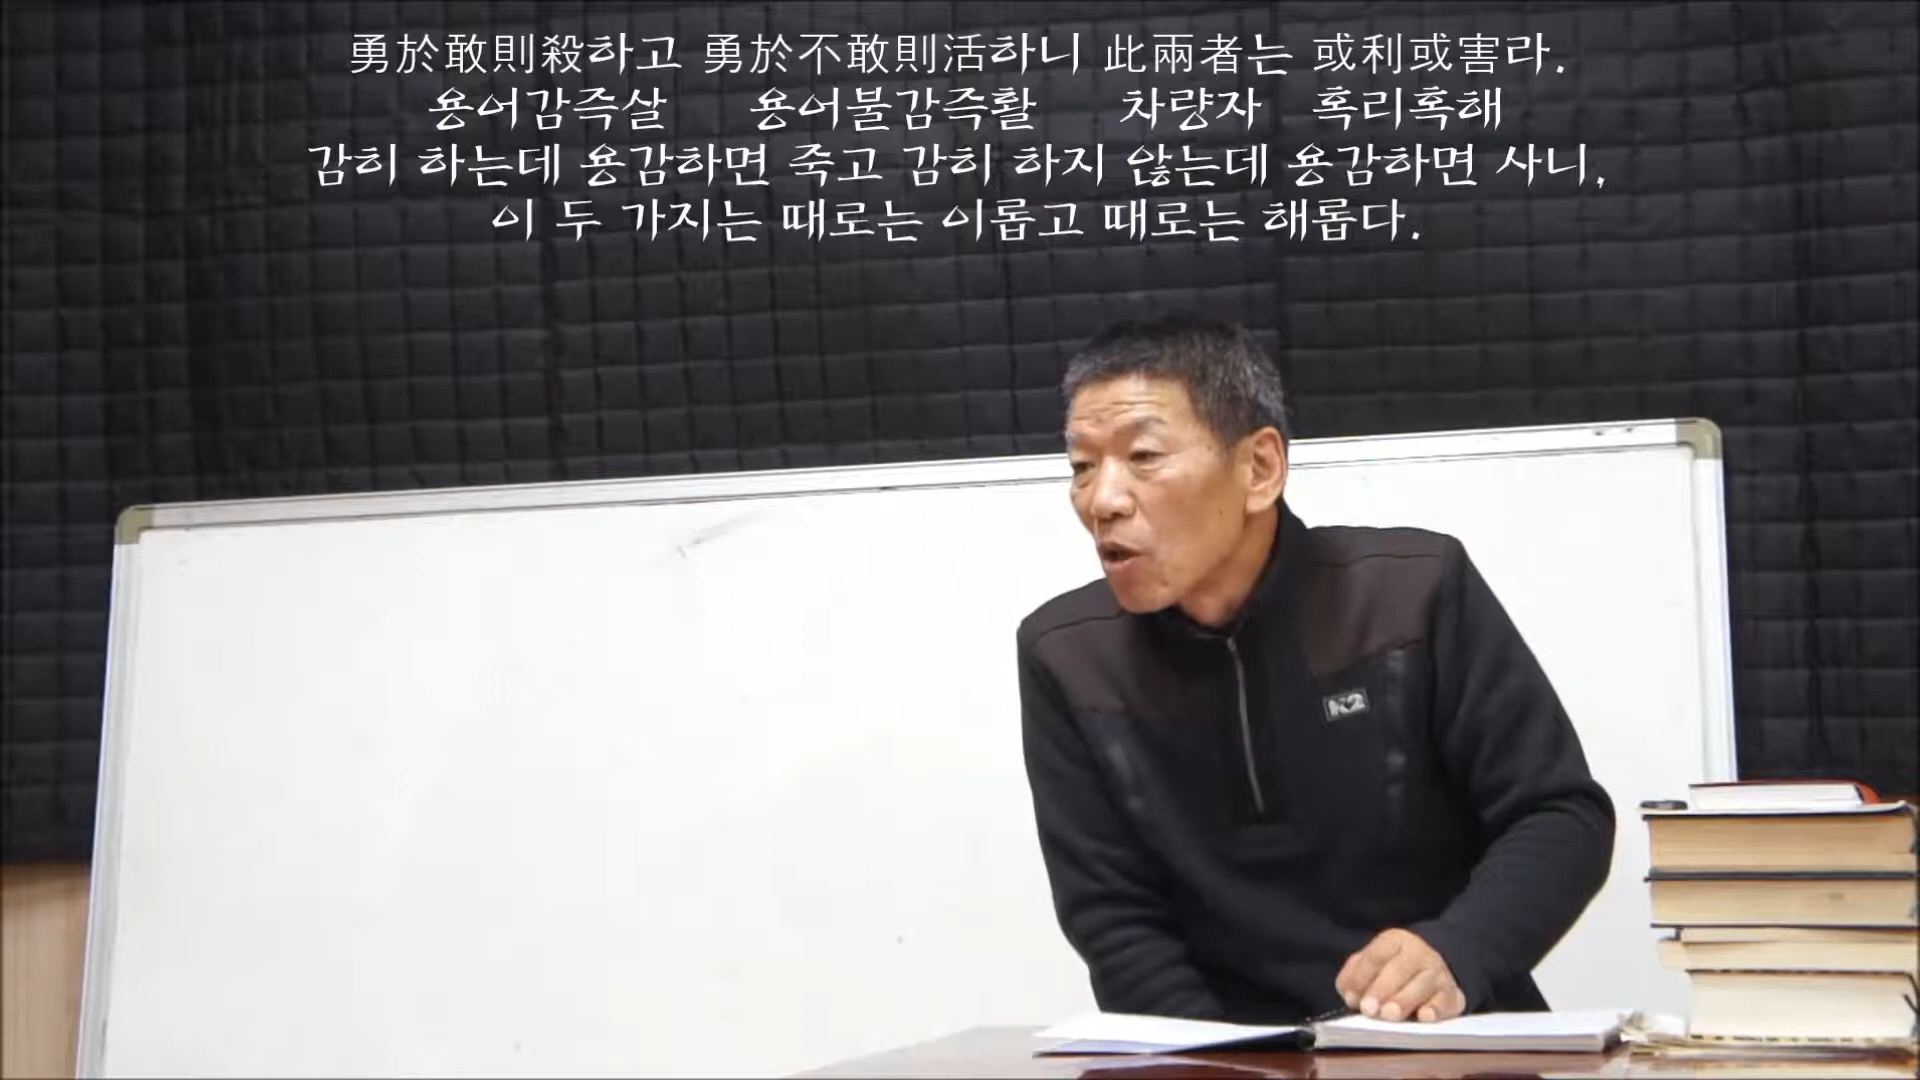 勇於敢則殺하고 勇於不敢則活하니 此兩者는 或利或害라.
용어감즉살 용어불감즉활 차량자 혹리혹해
감히 하는데 용감하면 죽고 감히 하지 않는데 용감하면 사니,
이 두 가지는 때로는 이롭고 때로는 해롭다.
K2